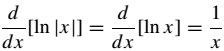 d/dx [ln |x|] = d/dx [ln x] = 1/x